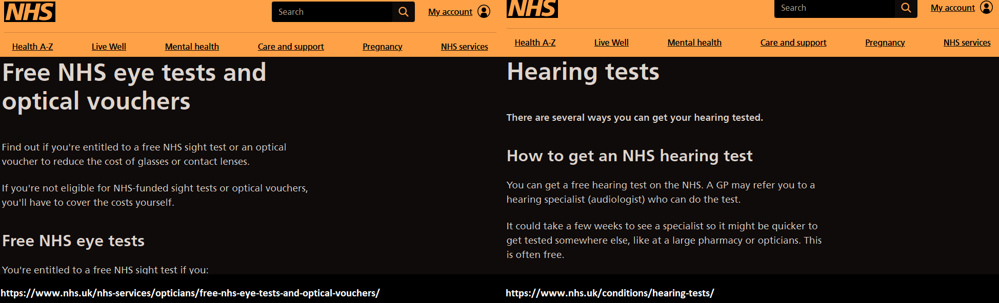 NHS
Search
My account
Health A-Z
Live Well
Mental health
Care and support
Pregnancy
NHS services
Free NHS eye tests and
optical vouchers
Find out if you're entitled to a free NHS sight test or an optical
voucher to reduce the cost of glasses or contact lenses.
If you're not eligible for NHS-funded sight tests or optical vouchers,
you'll have to cover the costs yourself.
Free NHS eye tests
You're entitled to a free NHS sight test if you:
https://www.nhs.uk/nhs-services/opticians/free-nhs-eye-tests-and-optical-vouchers/
NHS
Search
My account
Health A-Z
Live Well
Mental health
Care and support
Pregnancy
NHS services
Hearing tests
There are several ways you can get your hearing tested.
How to get an NHS hearing test
You can get a free hearing test on the NHS. A GP may refer you to a
hearing specialist (audiologist) who can do the test.
It could take a few weeks to see a specialist so it might be quicker to
get tested somewhere else, like at a large pharmacy or opticians. This
is often free.
https://www.nhs.uk/conditions/hearing-tests/